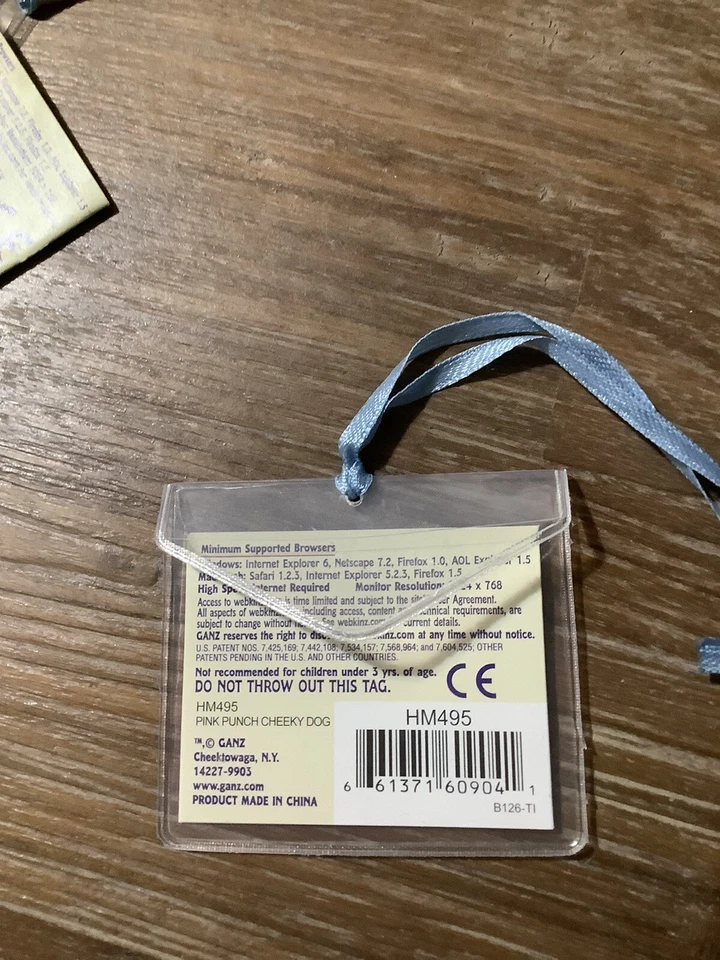 Minimum Supported Browsers
Windows: Internet Explorer 6, Netscape 7.2, Firefox 1.0, AOL Explorer 1.5
Safari 1.2.3, Internet Explorer 5.2.3, Firefox 1.5
High Internet Required Monitor Resolution: x 768
Access to is time limited and subject to the Agreement.
All aspects of including access, technical requirements, are
subject to change without See webkinz.com current details.
GANZ reserves the right to webkinz.com at any time without notice.
U.S. PATENT NOS. 7,425,169; 7,442,108; 7,534,157; 7,568,964; and 7,604,525; OTHER
PATENTS PENDING IN THE U.S. AND OTHER COUNTRIES.
Not recommended for children under 3 yrs. of age.
DO NOT THROW OUT THIS TAG.
CE
HM495
PINK PUNCH CHEEKY DOG
™,© GANZ
Cheektowaga, N.Y.
14227-9903
www.ganz.com
PRODUCT MADE IN CHINA
HM495
6 61371 60904 1
B126-TI